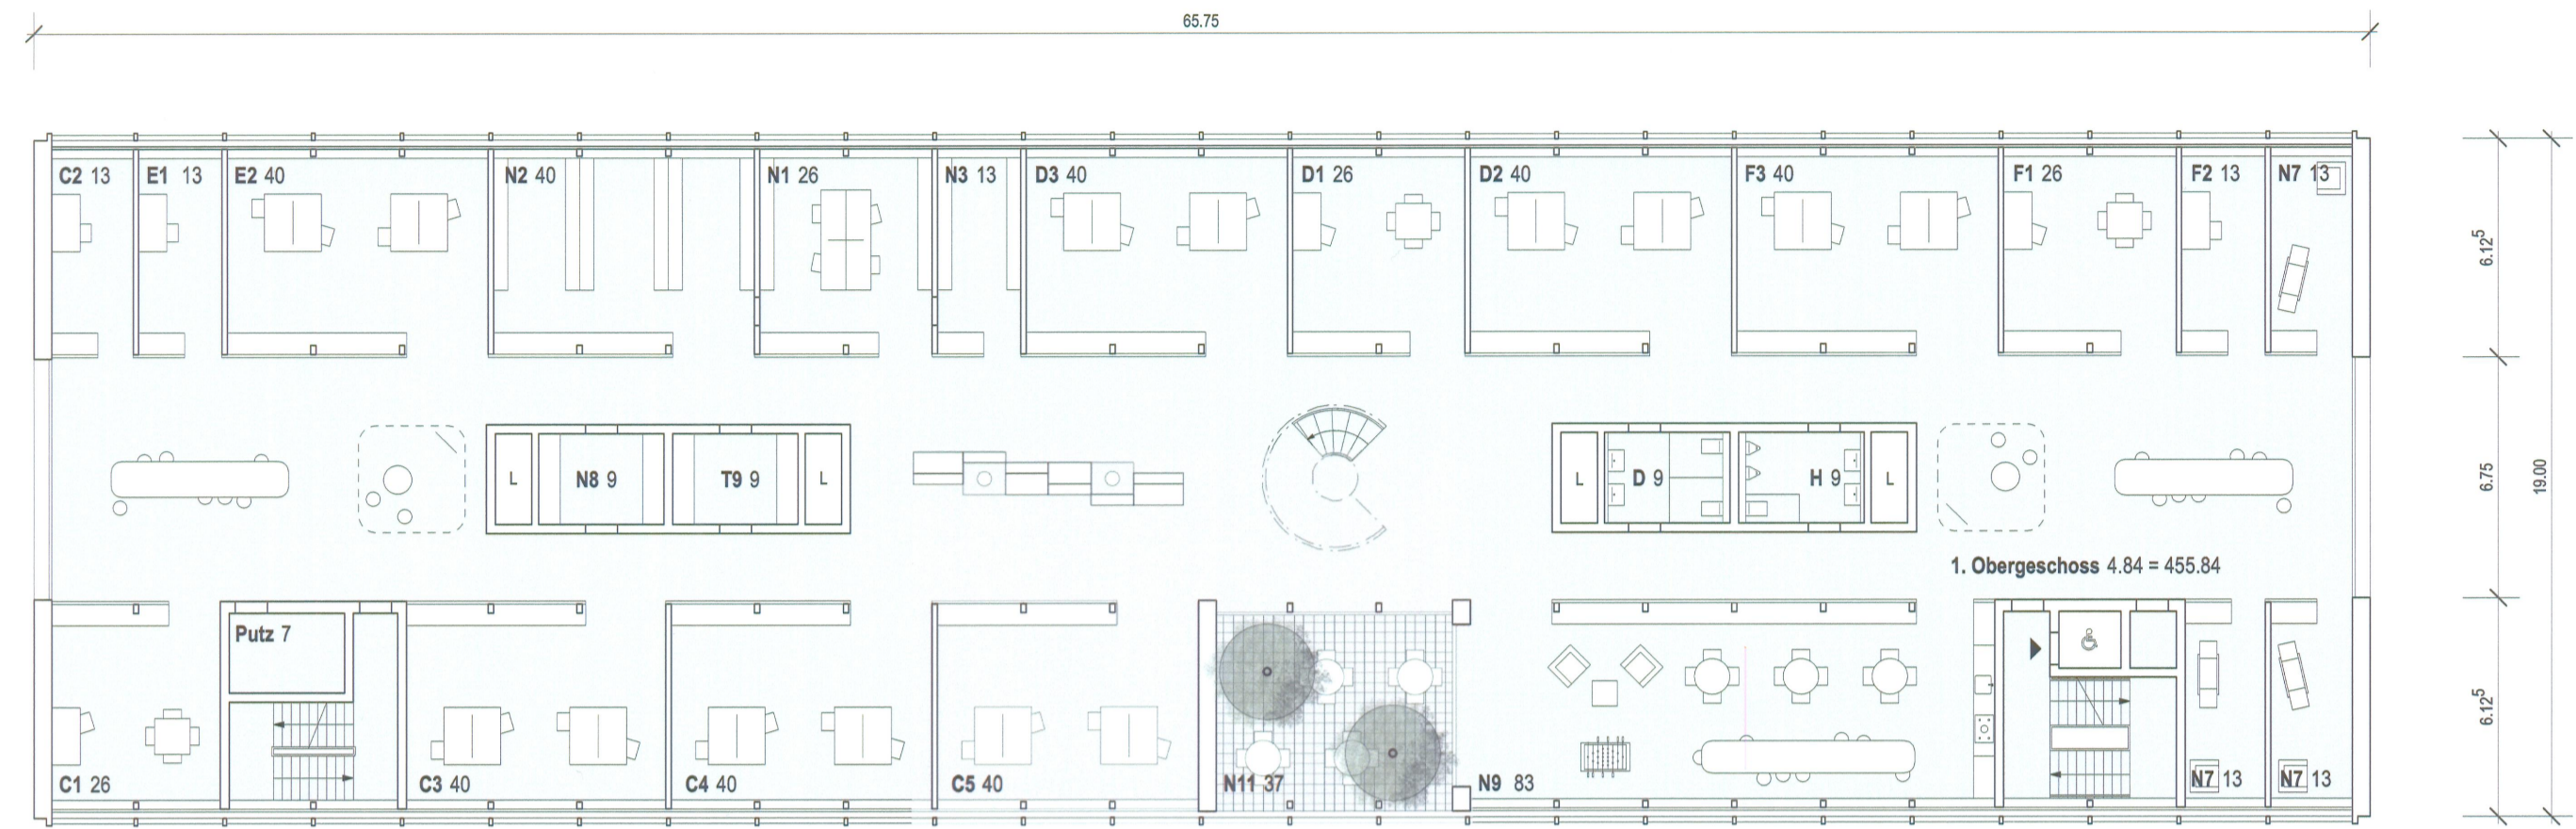 65.75
C2 13
E1 13
E2 40
N2 40
N1 26
N3 13
D3 40
D1 26
D2 40
F3 40
F1 26
F2 13
N7 13
6.12⁵
L
N8 9
T9 9
L
L
D 9
H 9
L
6.75
19.00
1. Obergeschoss 4.84 = 455.84
Putz 7
6.12⁵
C1 26
C3 40
C4 40
C5 40
N11 37
N9 83
N7 13
N7 13